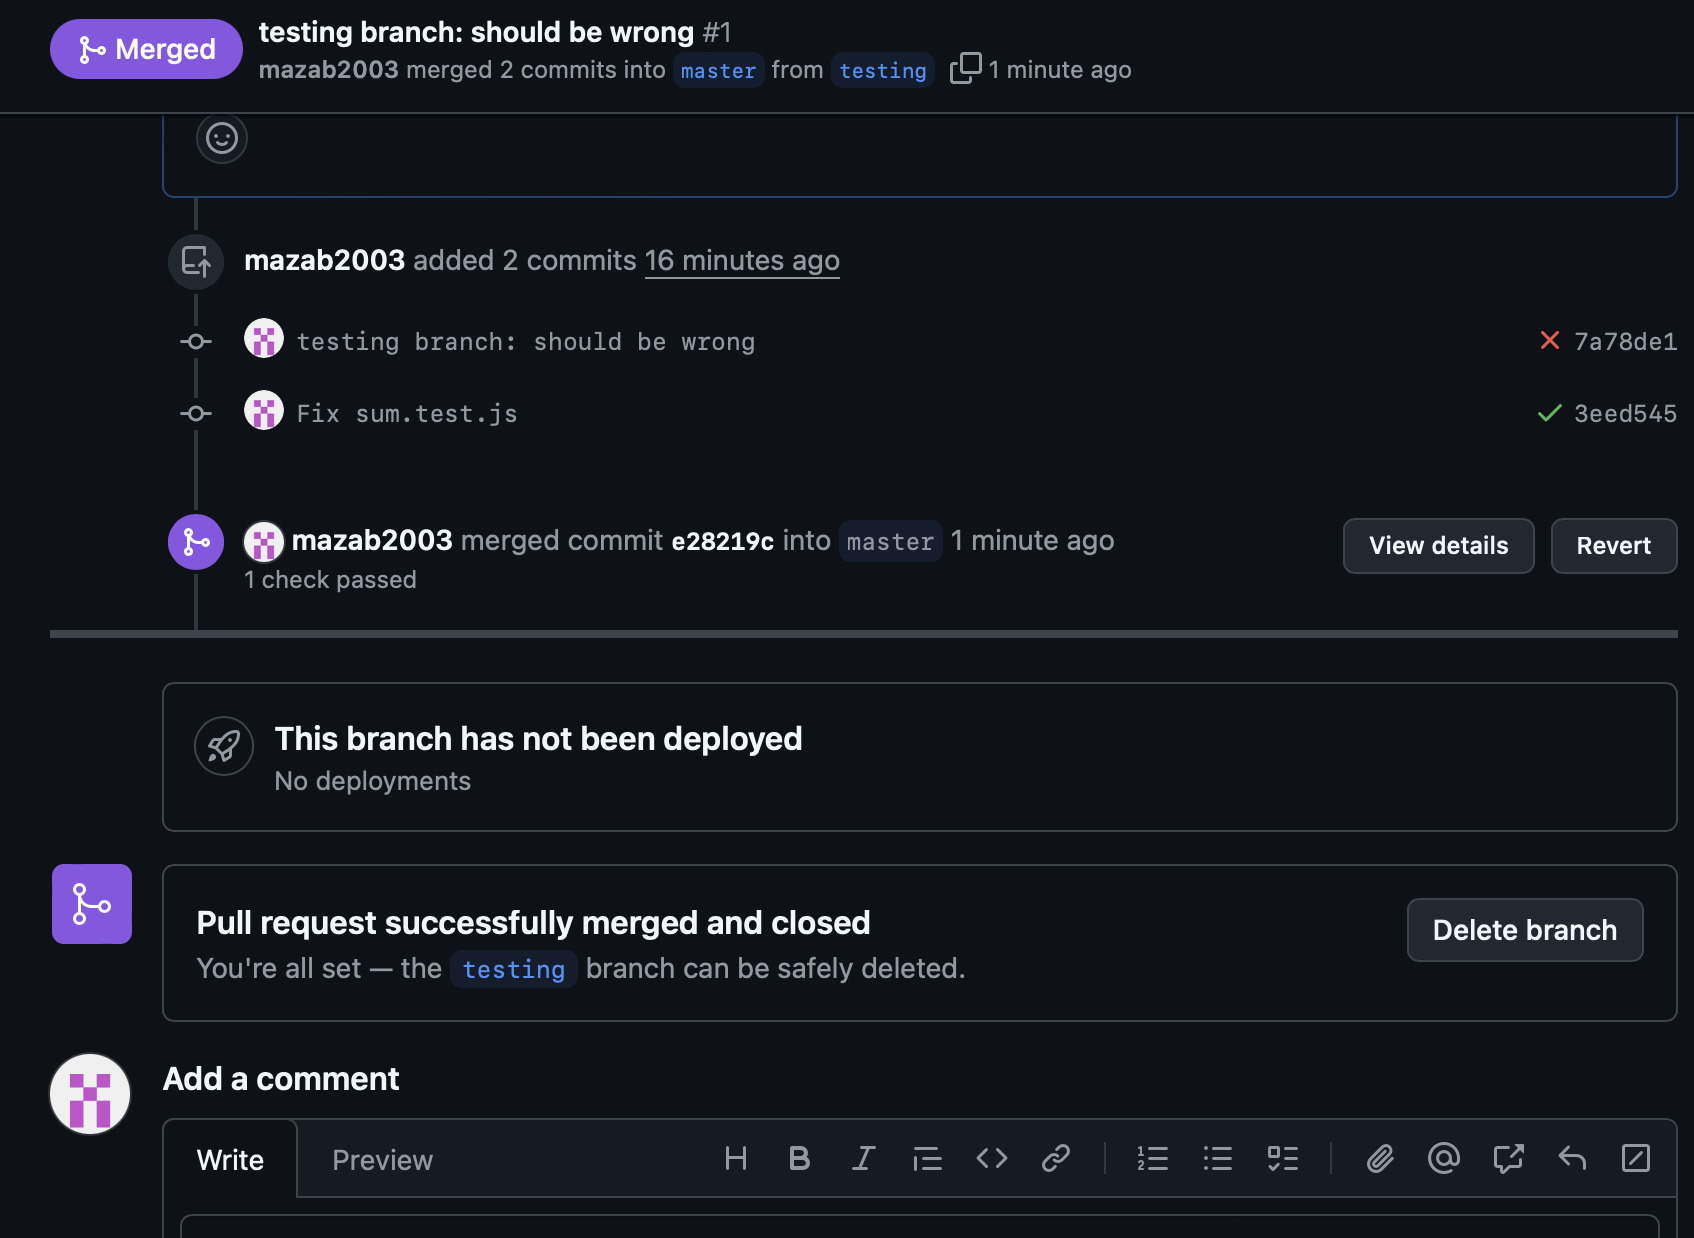 Merged
testing branch: should be wrong #1
mazab2003 merged 2 commits into master from testing 1 minute ago
mazab2003 added 2 commits 16 minutes ago
testing branch: should be wrong 7a78de1
Fix sum.test.js 3eed545
mazab2003 merged commit e28219c into master 1 minute ago
View details
Revert
1 check passed
This branch has not been deployed
No deployments
Pull request successfully merged and closed
You're all set — the testing branch can be safely deleted.
Delete branch
Add a comment
Write Preview